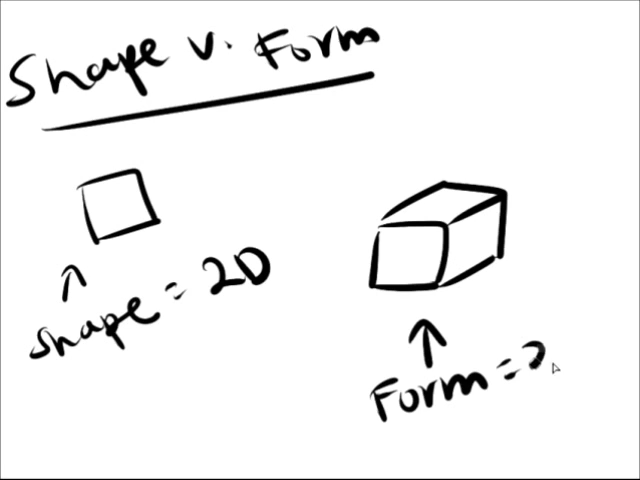 Shape v. Form
shape = 2D
Form =